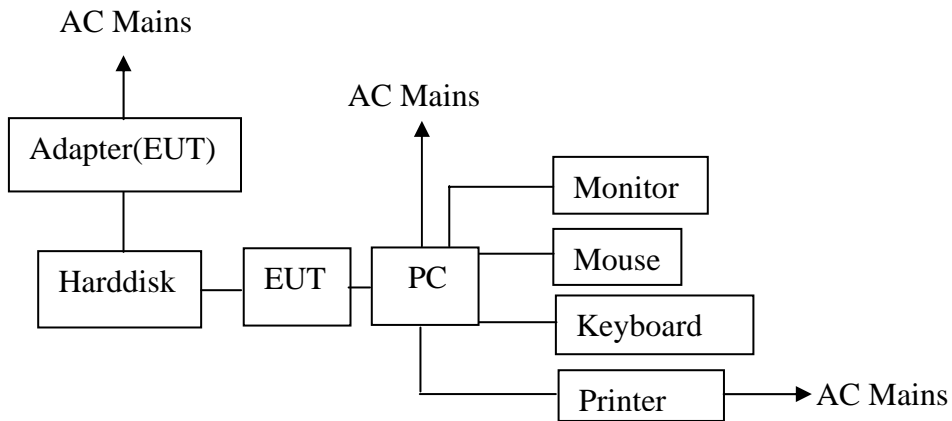 AC Mains
AC Mains
Adapter(EUT)
Monitor
Harddisk
EUT
PC
Mouse
Keyboard
Printer
AC Mains